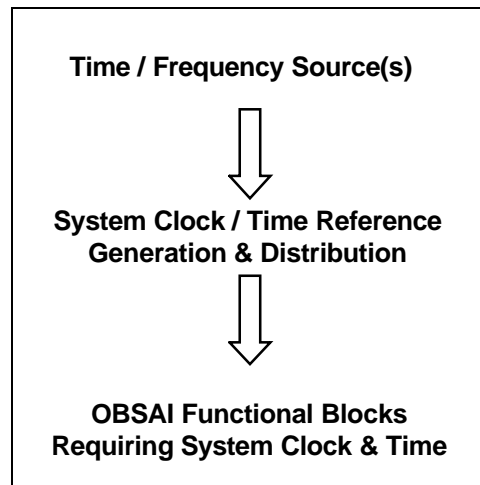 Time / Frequency Source(s)
System Clock / Time Reference
Generation & Distribution
OBSAI Functional Blocks
Requiring System Clock & Time